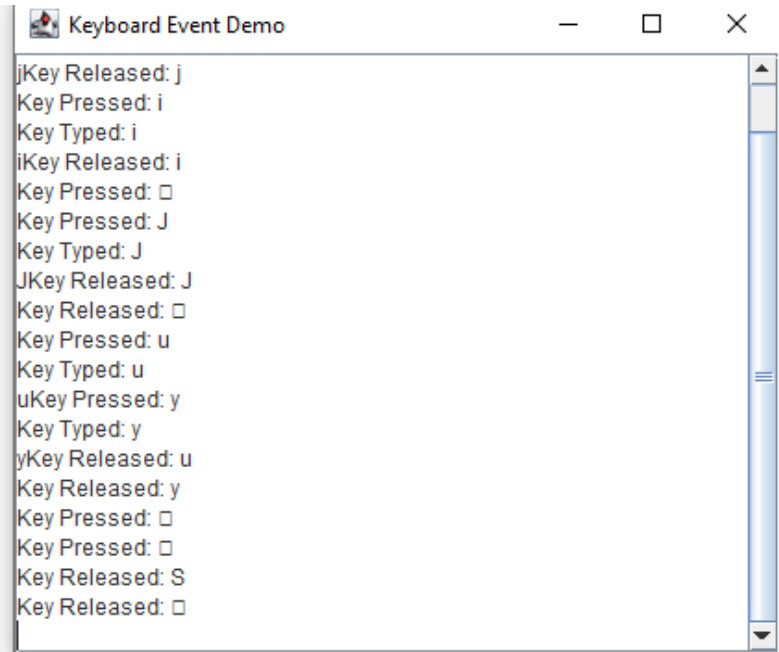 Keyboard Event Demo
jKey Released: j
Key Pressed: i
Key Typed: i
iKey Released: i
Key Pressed: □
Key Pressed: J
Key Typed: J
JKey Released: J
Key Released: □
Key Pressed: u
Key Typed: u
uKey Pressed: y
Key Typed: y
yKey Released: u
Key Released: y
Key Pressed: □
Key Pressed: □
Key Released: S
Key Released: □